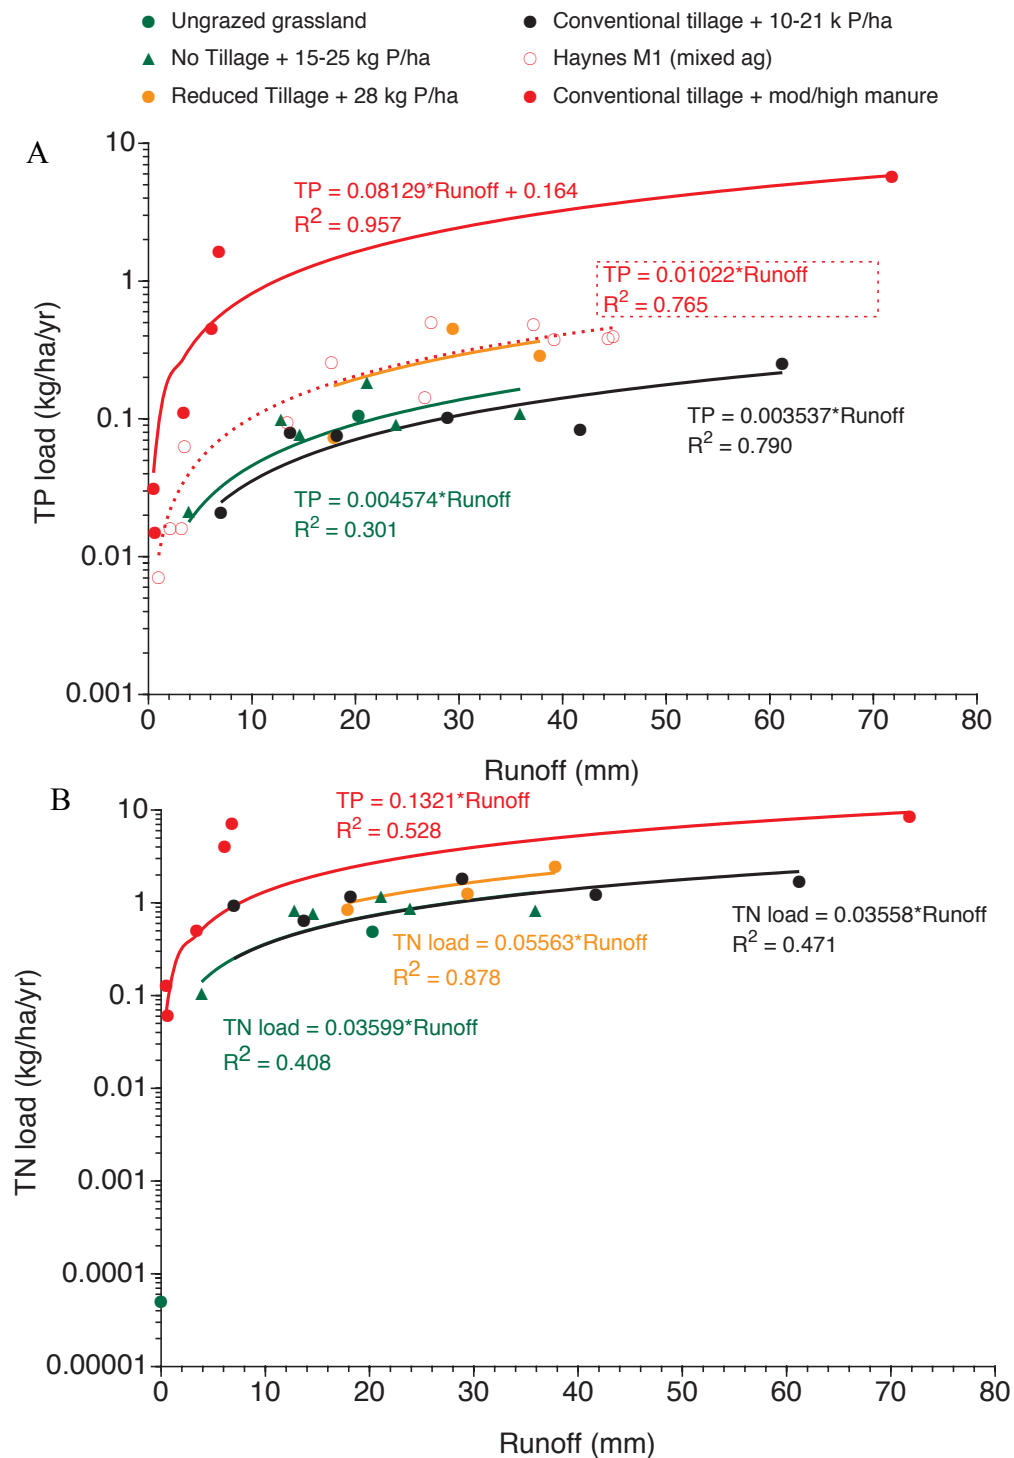 Ungrazed grassland
No Tillage + 15-25 kg P/ha
Reduced Tillage + 28 kg P/ha
Conventional tillage + 10-21 k P/ha
Haynes M1 (mixed ag)
Conventional tillage + mod/high manure
A
TP load (kg/ha/yr)
10
1
0.1
0.01
0.001
TP = 0.08129*Runoff + 0.164
R² = 0.957
TP = 0.01022*Runoff
R² = 0.765
TP = 0.003537*Runoff
R² = 0.790
TP = 0.004574*Runoff
R² = 0.301
0 10 20 30 40 50 60 70 80
Runoff (mm)
B
TN load (kg/ha/yr)
10
1
0.1
0.01
0.001
0.0001
0.00001
TP = 0.1321*Runoff
R² = 0.528
TN load = 0.03558*Runoff
R² = 0.471
TN load = 0.05563*Runoff
R² = 0.878
TN load = 0.03599*Runoff
R² = 0.408
0 10 20 30 40 50 60 70 80
Runoff (mm)